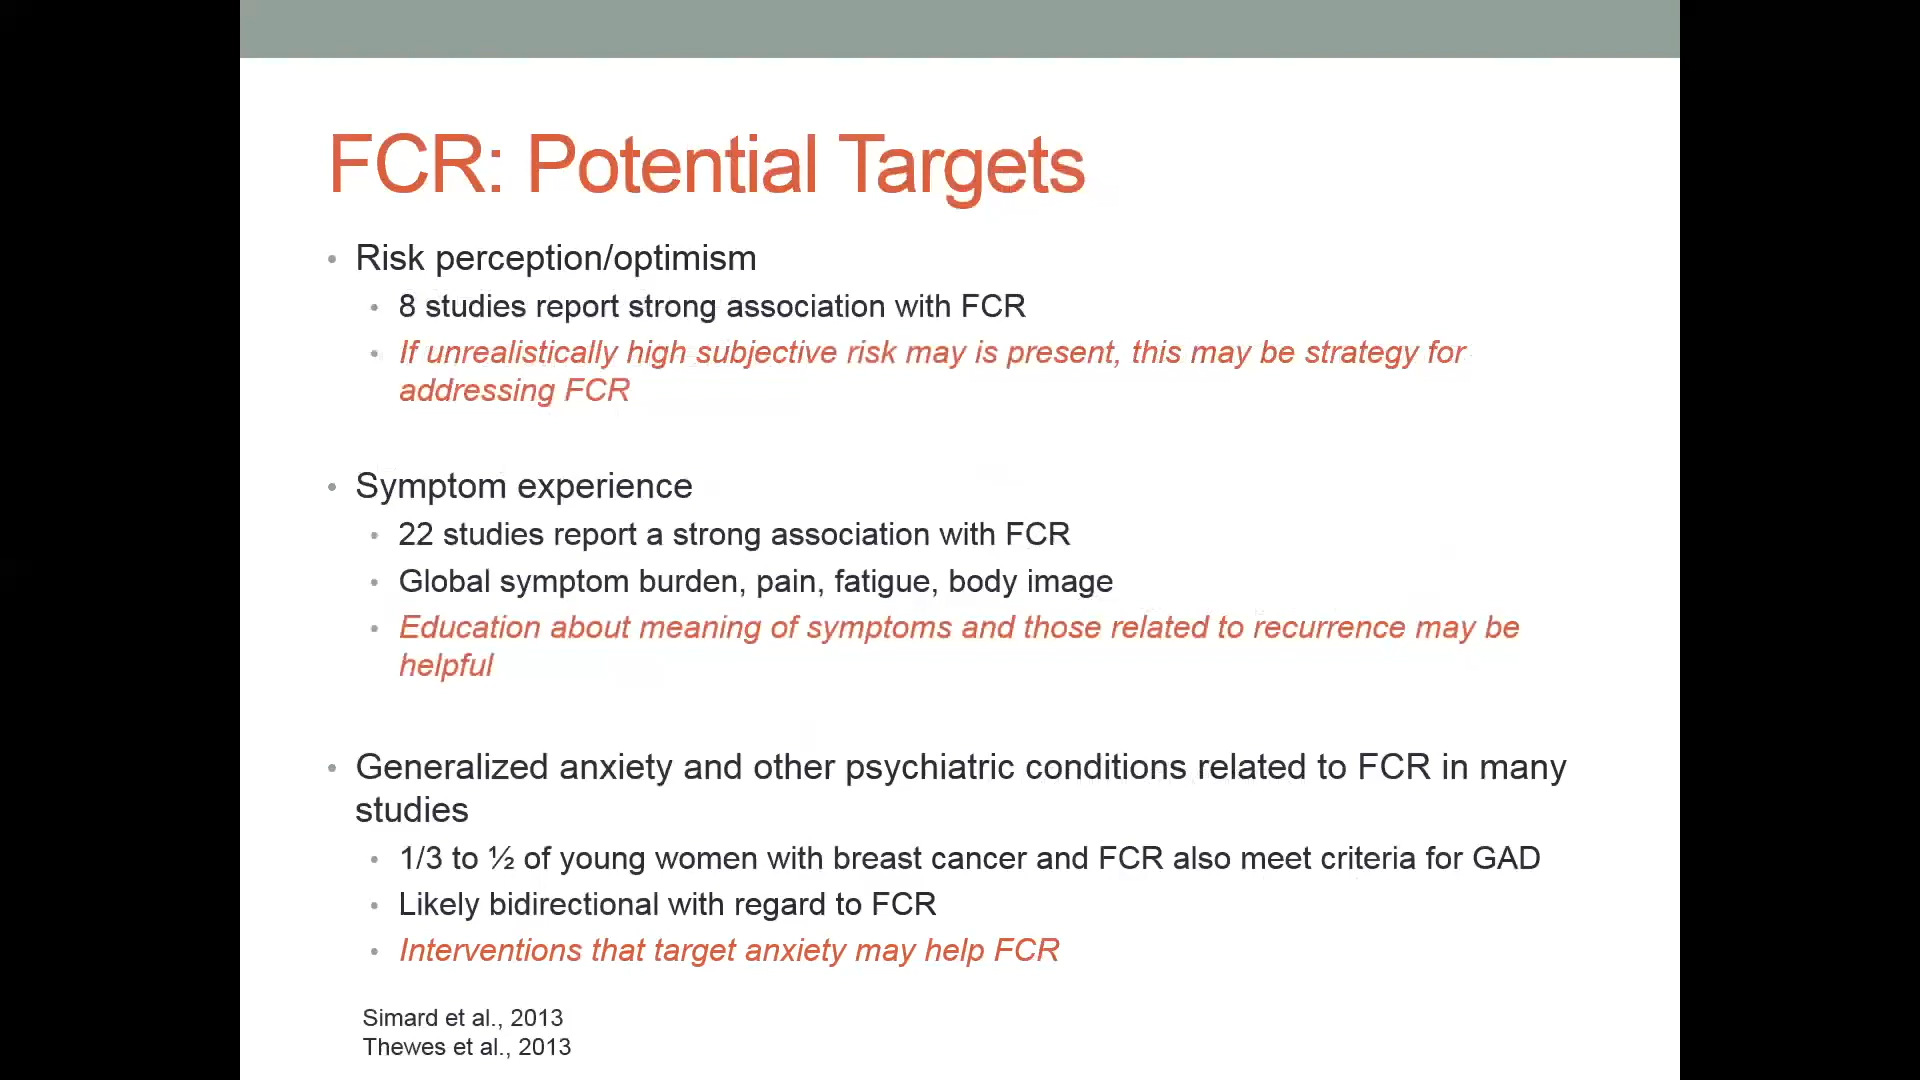 FCR: Potential Targets
• Risk perception/optimism
• 8 studies report strong association with FCR
• If unrealistically high subjective risk may is present, this may be strategy for
addressing FCR
• Symptom experience
• 22 studies report a strong association with FCR
• Global symptom burden, pain, fatigue, body image
• Education about meaning of symptoms and those related to recurrence may be
helpful
• Generalized anxiety and other psychiatric conditions related to FCR in many
studies
• 1/3 to ½ of young women with breast cancer and FCR also meet criteria for GAD
• Likely bidirectional with regard to FCR
• Interventions that target anxiety may help FCR
Simard et al., 2013
Thewes et al., 2013